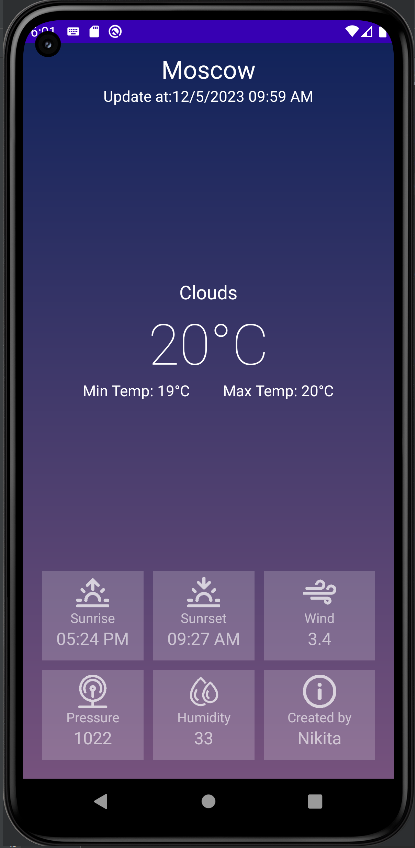 6:01
Moscow
Update at:12/5/2023 09:59 AM
Clouds
20°C
Min Temp: 19°C Max Temp: 20°C
Sunrise Sunrset Wind
05:24 PM 09:27 AM 3.4
Pressure Humidity Created by
1022 33 Nikita